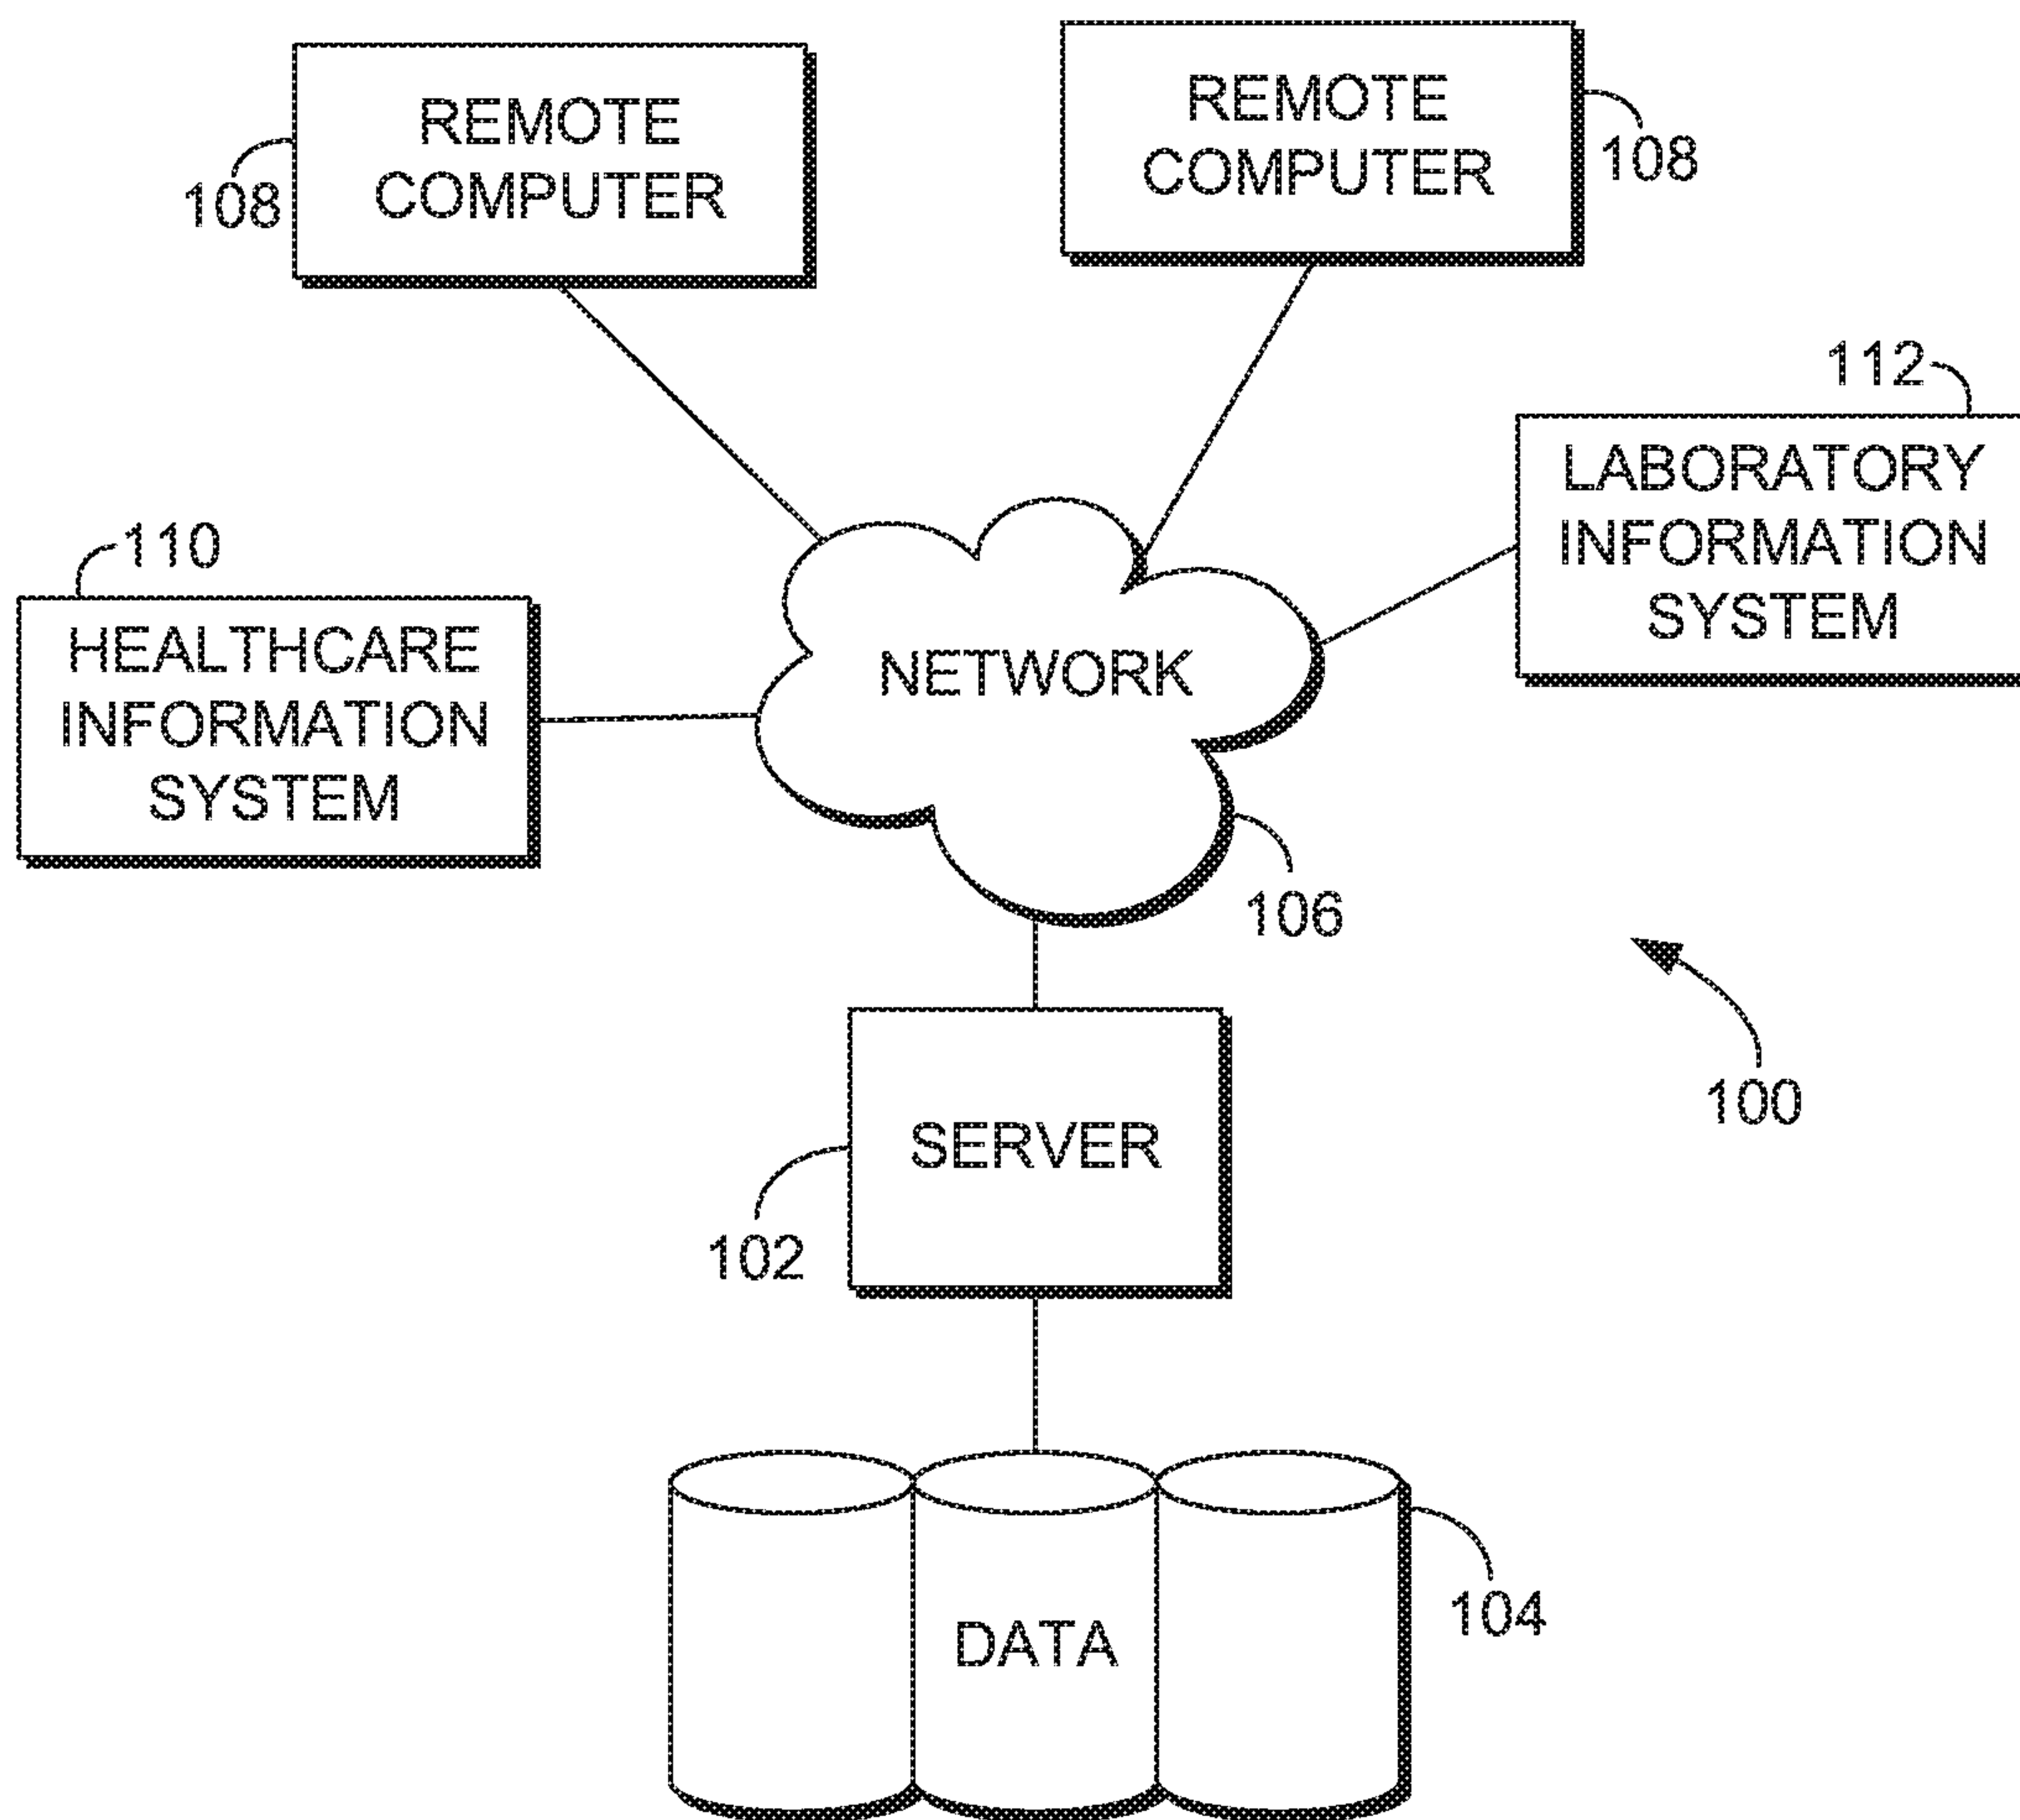 REMOTE
COMPUTER
108
REMOTE
COMPUTER
108
112
LABORATORY
INFORMATION
SYSTEM
110
HEALTHCARE
INFORMATION
SYSTEM
NETWORK
106
100
SERVER
102
DATA
104